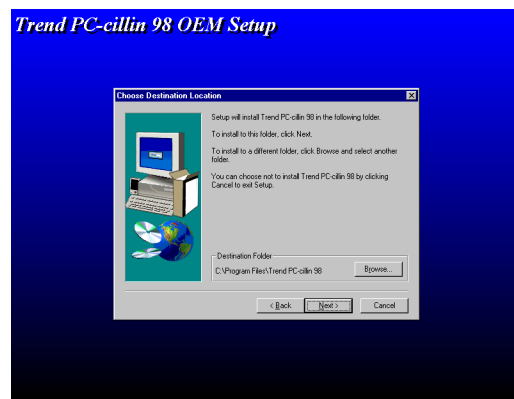 Trend PC-cillin 98 OEM Setup
Choose Destination Location
Setup will install Trend PC-cillin 98 in the following folder.
To install to this folder, click Next.
To install to a different folder, click Browse and select another
folder.
You can choose not to install Trend PC-cillin 98 by clicking
Cancel to exit Setup.
Destination Folder
C:\Program Files\Trend PC-cillin 98
Browse...
< Back
Next >
Cancel